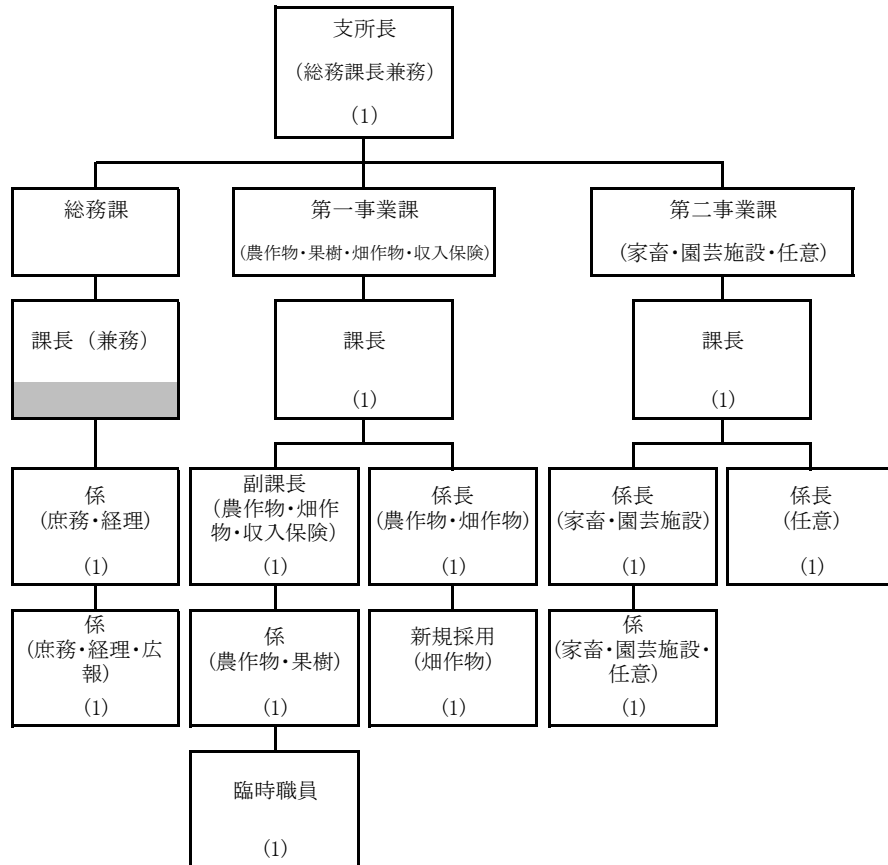 支所長
(総務課長兼務)
(1)
総務課
第一事業課
(農作物・果樹・畑作物・収入保険)
第二事業課
(家畜・園芸施設・任意)
課長（兼務）
課長
(1)
課長
(1)
係
(庶務・経理)
(1)
副課長
(農作物・畑作
物・収入保険)
(1)
係長
(農作物・畑作物)
(1)
係長
(家畜・園芸施設)
(1)
係長
(任意)
(1)
係
(庶務・経理・広
報)
(1)
係
(農作物・果樹)
(1)
新規採用
(畑作物)
(1)
係
(家畜・園芸施設・
任意)
(1)
臨時職員
(1)